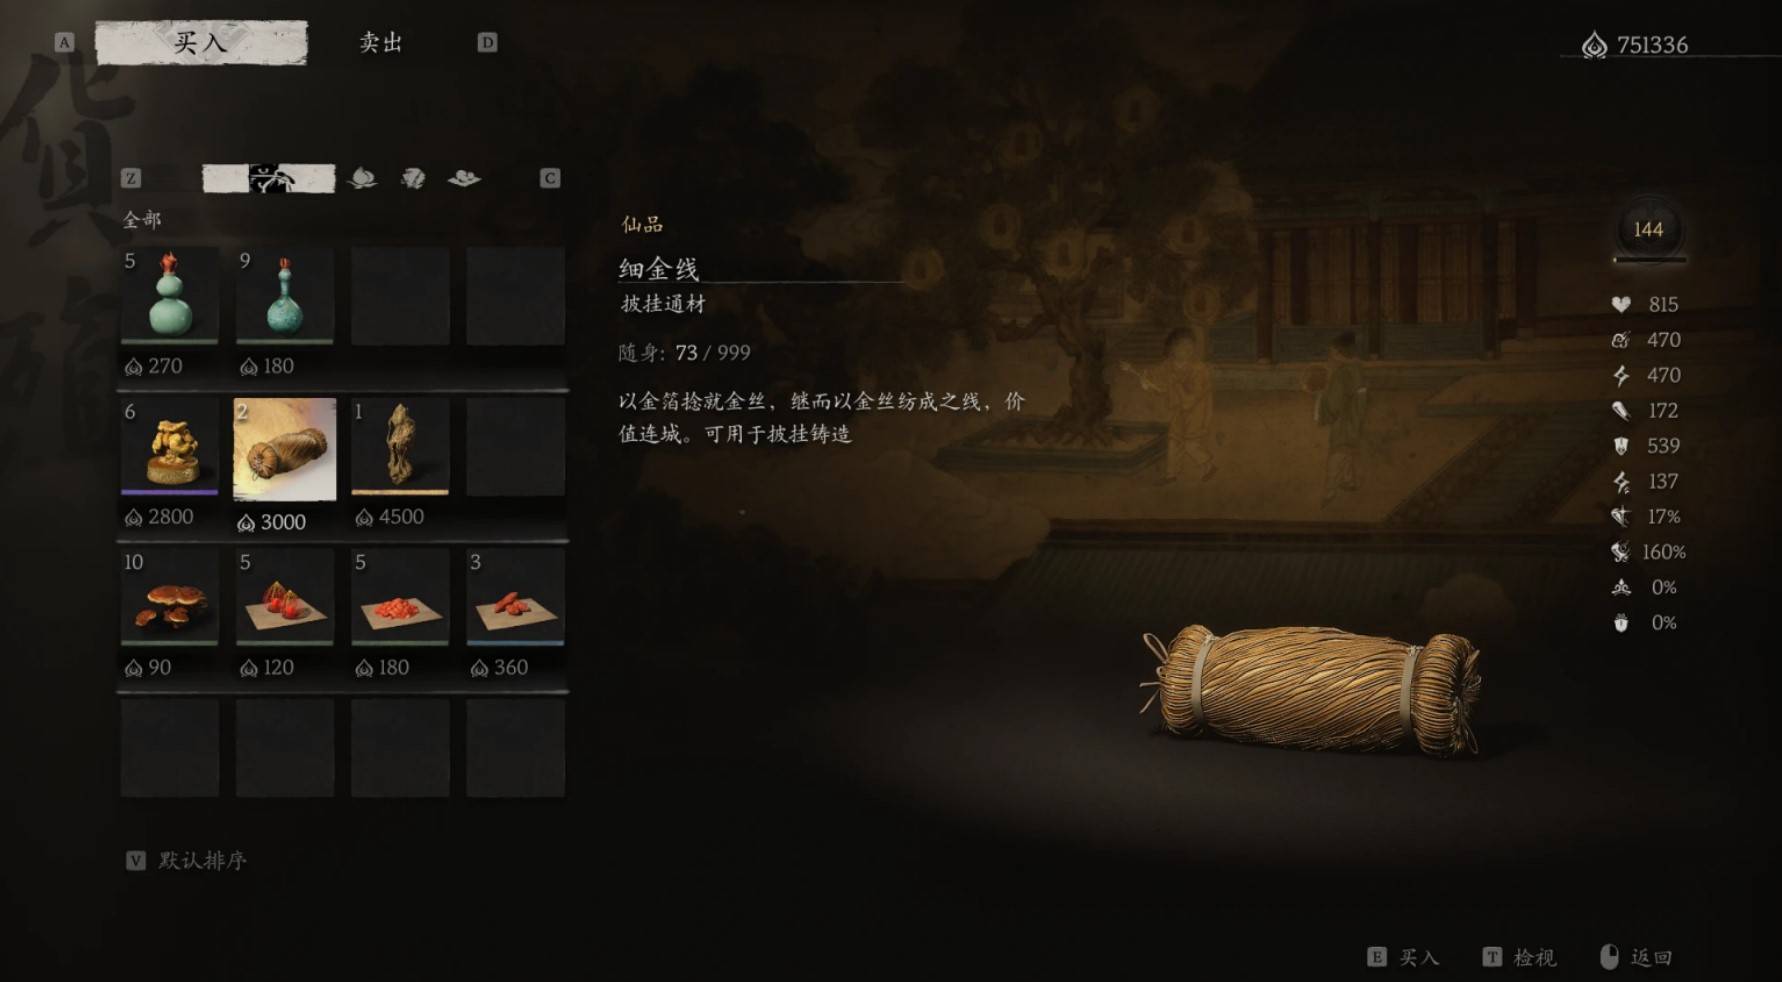 A 买入 卖出 D
751336
货
殖
Z C
全部
5 9
270 180
6 2 1
2800 3000 4500
10 5 5 3
90 120 180 360
V 默认排序
仙品
细金线
披挂通材
随身: 73 / 999
以金箔捻就金丝，继而以金丝纺成之线，价
值连城。可用于披挂铸造
144
815
470
470
172
539
137
17%
160%
0%
0%
E 买入 T 检视 返回